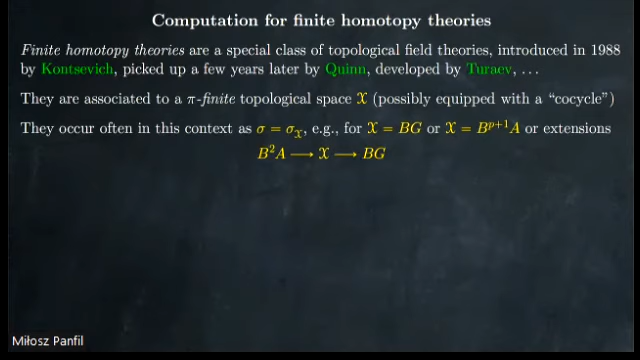 Computation for finite homotopy theories
Finite homotopy theories are a special class of topological field theories, introduced in 1988
by Kontsevich, picked up a few years later by Quinn, developed by Turaev, ...
They are associated to a π-finite topological space 𝒳 (possibly equipped with a “cocycle”)
They occur often in this context as σ = σ_𝒳, e.g., for 𝒳 = BG or 𝒳 = B^{p+1}A or extensions
B²A ⟶ 𝒳 ⟶ BG
Miłosz Panfil